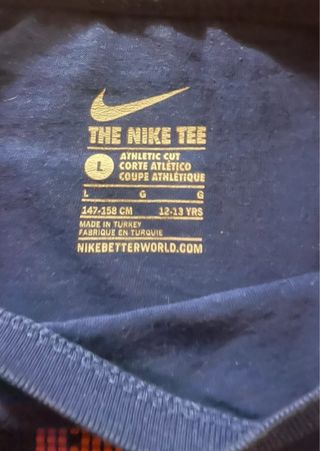 THE NIKE TEE
L
ATHLETIC CUT
CORTE ATLÉTICO
COUPE ATHLÉTIQUE
L G G
147-158 CM 12-13 YRS
MADE IN TURKEY
FABRIQUE EN TURQUIE
NIKEBETTERWORLD.COM